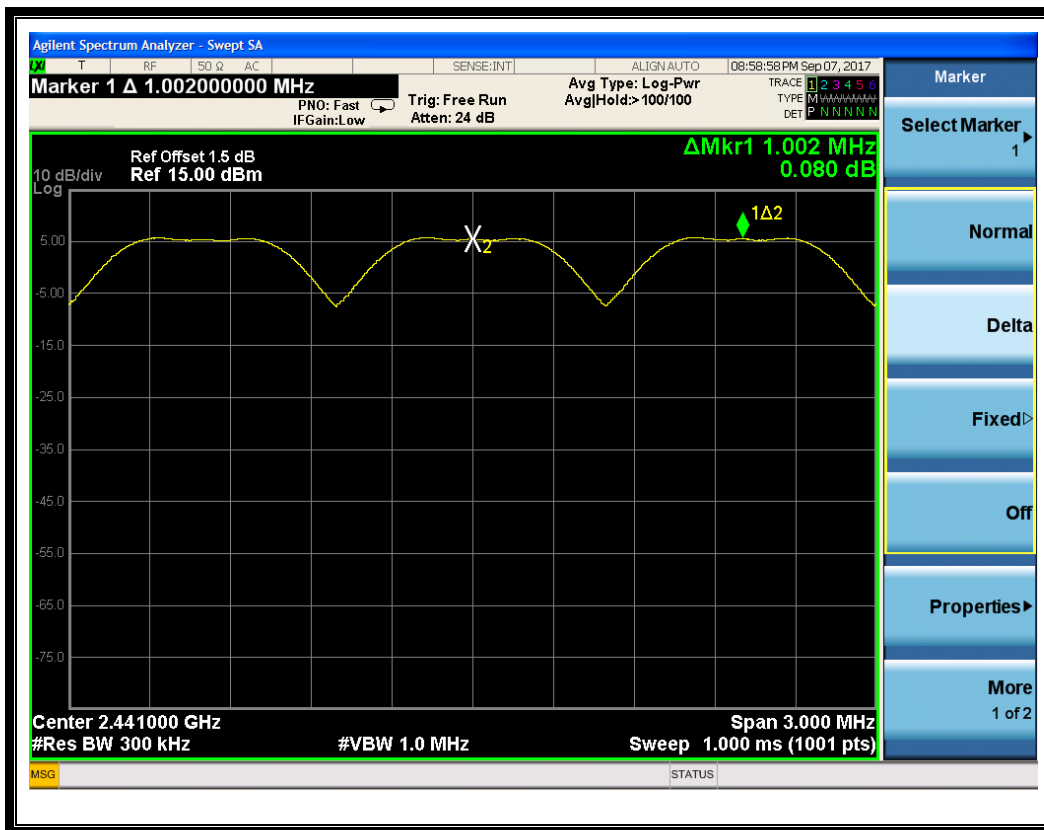 Agilent Spectrum Analyzer - Swept SA
LXI T RF 50 Ω AC SENSE:INT ALIGN AUTO 08:58:58 PM Sep 07, 2017
Marker 1 Δ 1.002000000 MHz
PNO: Fast
IFGain:Low
Trig: Free Run
Atten: 24 dB
Avg Type: Log-Pwr
Avg|Hold:>100/100
TRACE 1 2 3 4 5 6
TYPE M W W W W W
DET P N N N N N
Ref Offset 1.5 dB
10 dB/div Ref 15.00 dBm
Log
ΔMkr1 1.002 MHz
0.080 dB
1Δ2
X2
5.00
-5.00
-15.0
-25.0
-35.0
-45.0
-55.0
-65.0
-75.0
Center 2.441000 GHz Span 3.000 MHz
#Res BW 300 kHz #VBW 1.0 MHz Sweep 1.000 ms (1001 pts)
MSG STATUS
Marker
Select Marker
1
Normal
Delta
Fixed
Off
Properties
More
1 of 2